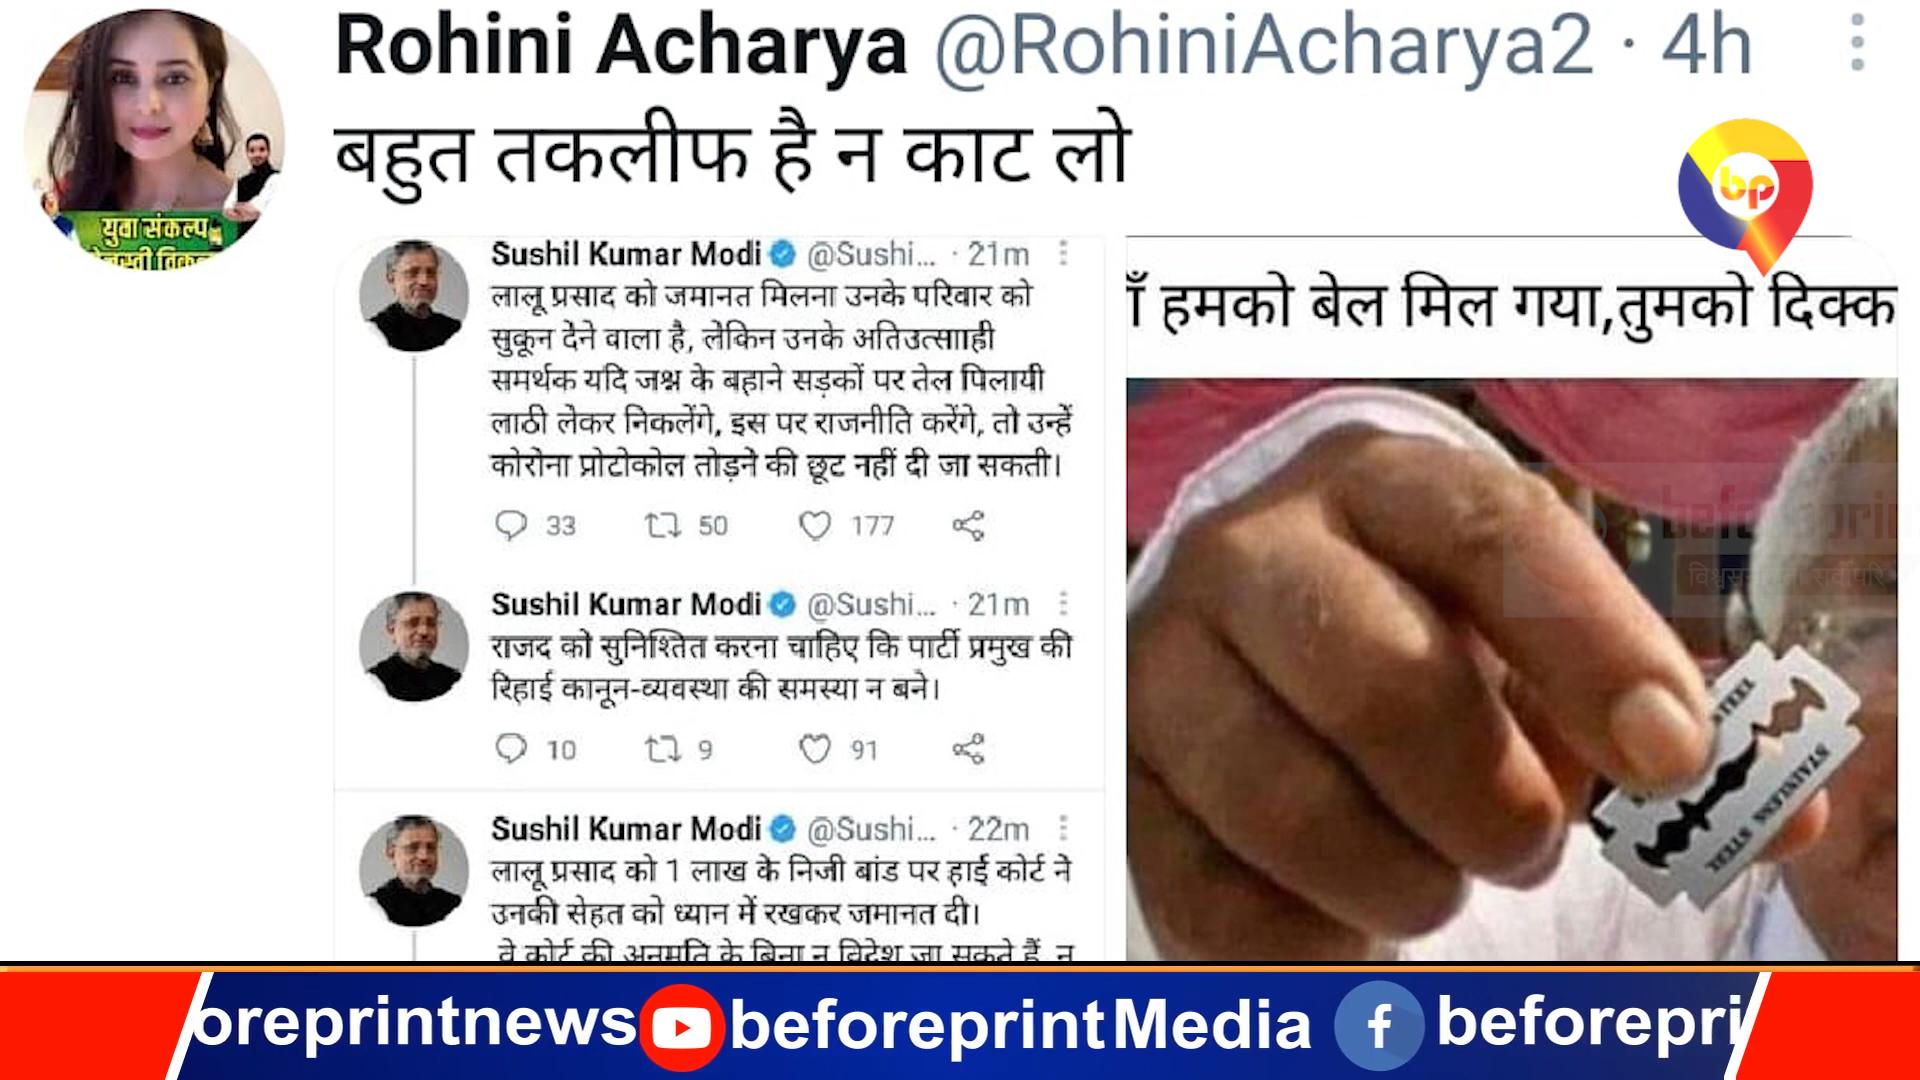 Rohini Acharya @RohiniAcharya2 · 4h
बहुत तकलीफ है न काट लो
युवा संकल्प
bp
Sushil Kumar Modi @Sushi... · 21m
लालू प्रसाद को जमानत मिलना उनके परिवार को
सुकून देने वाला है, लेकिन उनके अतिउत्साही
समर्थक यदि जश्न के बहाने सड़कों पर तेल पिलायी
लाठी लेकर निकलेंगे, इस पर राजनीति करेंगे, तो उन्हें
कोरोना प्रोटोकोल तोड़ने की छूट नहीं दी जा सकती।
33 50 177
Sushil Kumar Modi @Sushi... · 21m
राजद को सुनिश्तित करना चाहिए कि पार्टी प्रमुख की
रिहाई कानून-व्यवस्था की समस्या न बने।
10 9 91
Sushil Kumar Modi @Sushi... · 22m
लालू प्रसाद को 1 लाख के निजी बांड पर हाई कोर्ट ने
उनकी सेहत को ध्यान में रखकर जमानत दी।
वे कोर्ट की अनुमति के बिना न विदेश जा सकते हैं, न
हमको बेल मिल गया,तुमको दिक्क
STAINLESS STEEL
oreprintnews beforeprint Media beforepri